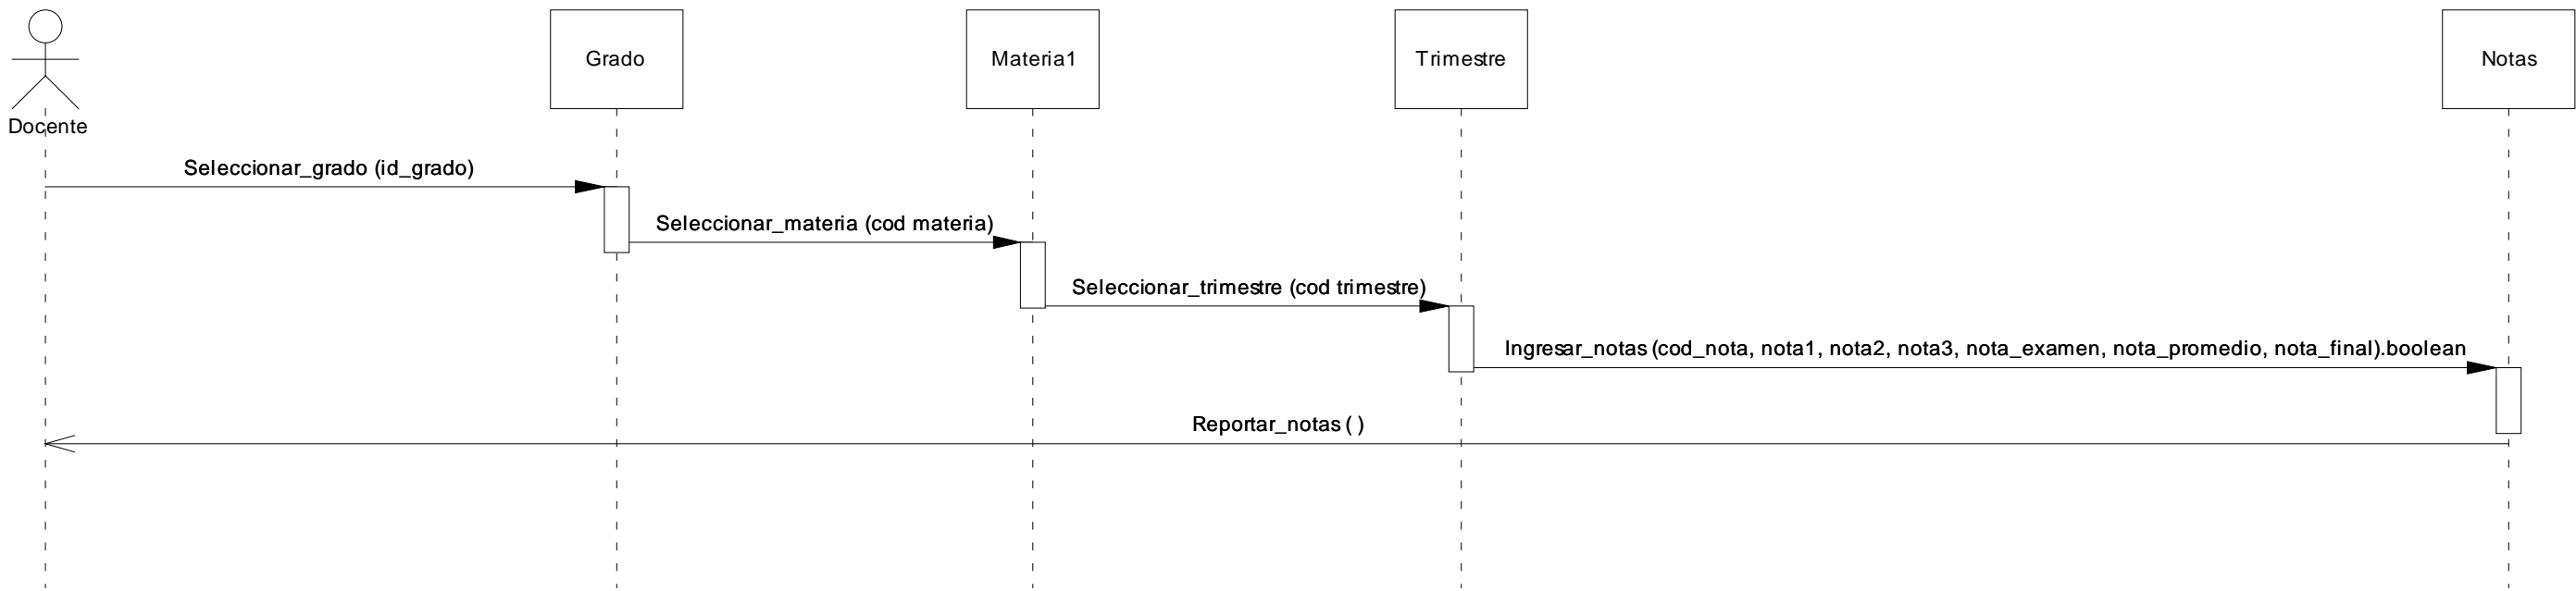 Grado
Materia1
Trimestre
Notas
Docente
Seleccionar_grado (id_grado)
Seleccionar_materia (cod materia)
Seleccionar_trimestre (cod trimestre)
Ingresar_notas (cod_nota, nota1, nota2, nota3, nota_examen, nota_promedio, nota_final).boolean
Reportar_notas ( )